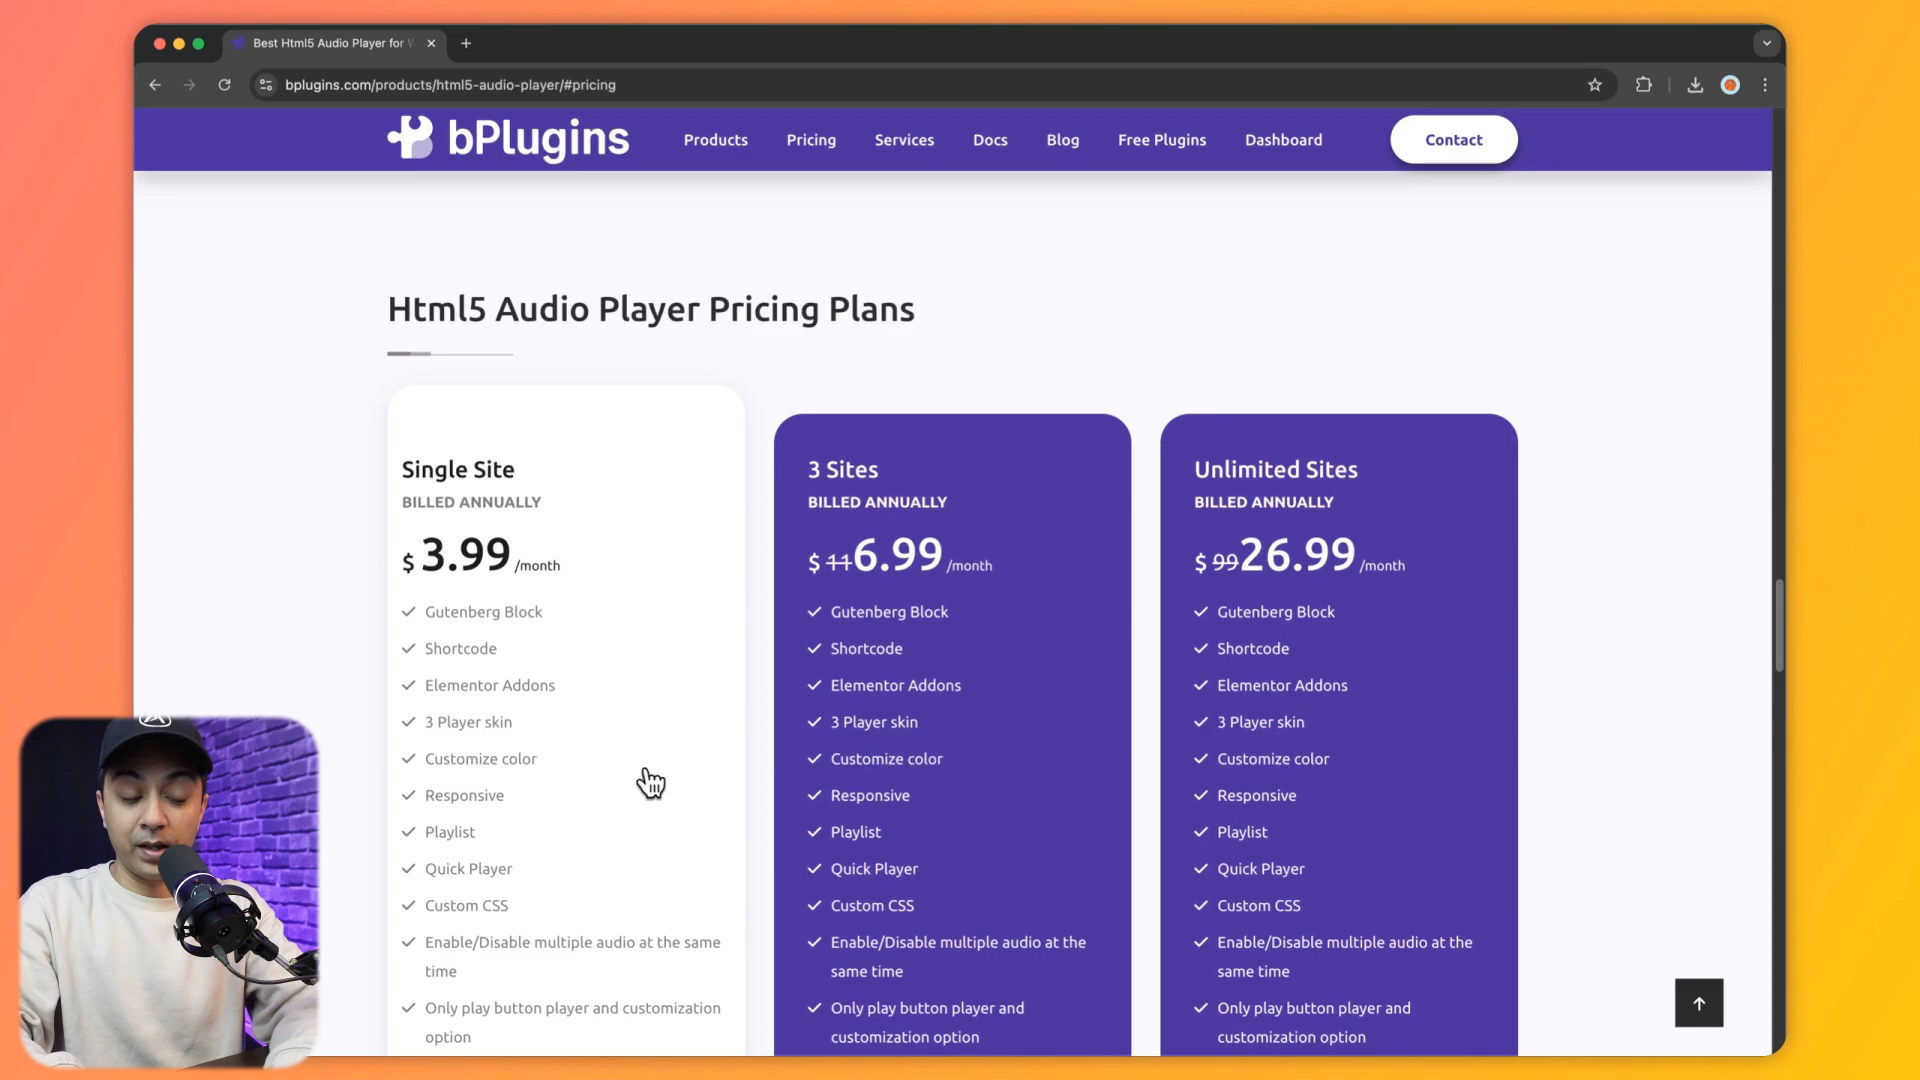 Best Html5 Audio Player for W
bplugins.com/products/html5-audio-player/#pricing
bPlugins
Products
Pricing
Services
Docs
Blog
Free Plugins
Dashboard
Contact
Html5 Audio Player Pricing Plans
Single Site
BILLED ANNUALLY
$ 3.99 /month
Gutenberg Block
Shortcode
Elementor Addons
3 Player skin
Customize color
Responsive
Playlist
Quick Player
Custom CSS
Enable/Disable multiple audio at the same
time
Only play button player and customization
option
3 Sites
BILLED ANNUALLY
$ 11 6.99 /month
Gutenberg Block
Shortcode
Elementor Addons
3 Player skin
Customize color
Responsive
Playlist
Quick Player
Custom CSS
Enable/Disable multiple audio at the
same time
Only play button player and
customization option
Unlimited Sites
BILLED ANNUALLY
$ 99 26.99 /month
Gutenberg Block
Shortcode
Elementor Addons
3 Player skin
Customize color
Responsive
Playlist
Quick Player
Custom CSS
Enable/Disable multiple audio at the
same time
Only play button player and
customization option